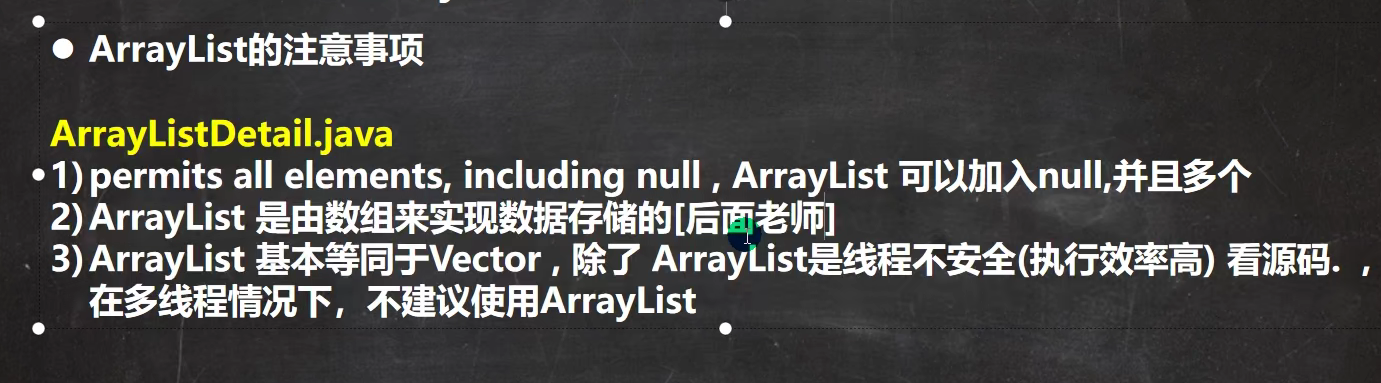 ● ArrayList的注意事项
ArrayListDetail.java
1) permits all elements, including null , ArrayList 可以加入null,并且多个
2) ArrayList 是由数组来实现数据存储的[后面老师]
3) ArrayList 基本等同于Vector , 除了 ArrayList是线程不安全(执行效率高) 看源码. ,
在多线程情况下，不建议使用ArrayList